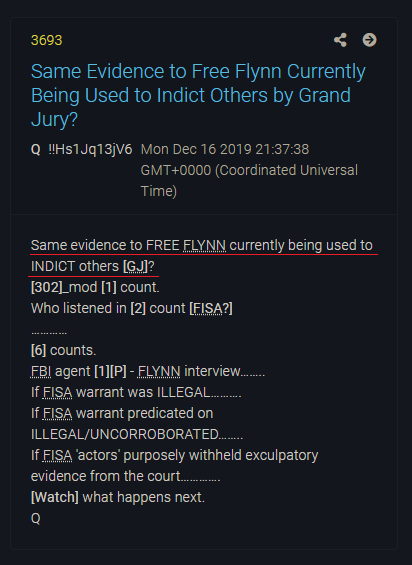 3693
Same Evidence to Free Flynn Currently
Being Used to Indict Others by Grand
Jury?
Q !!Hs1Jq13jV6 Mon Dec 16 2019 21:37:38
GMT+0000 (Coordinated Universal
Time)
Same evidence to FREE FLYNN currently being used to
INDICT others [GJ]?
[302]_mod [1] count.
Who listened in [2] count [FISA?]
…………
[6] counts.
FBI agent [1][P] - FLYNN interview……..
If FISA warrant was ILLEGAL……….
If FISA warrant predicated on
ILLEGAL/UNCORROBORATED……..
If FISA 'actors' purposely withheld exculpatory
evidence from the court………….
[Watch] what happens next.
Q